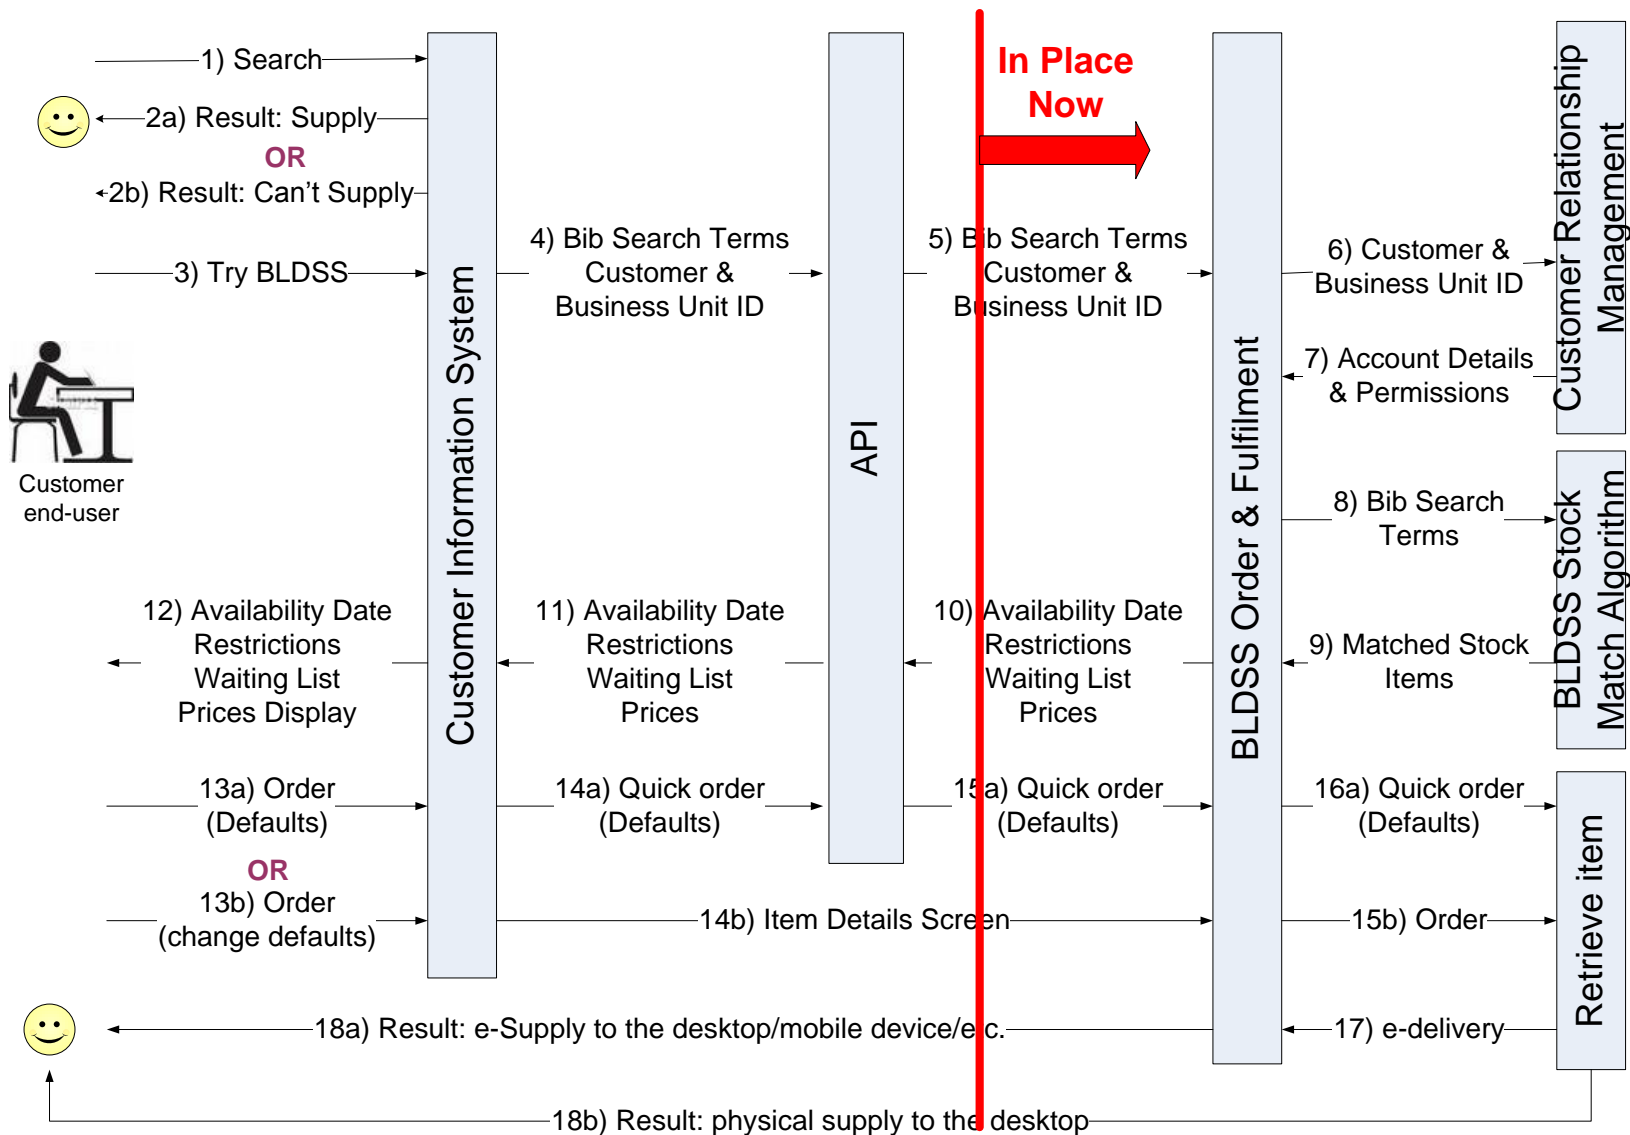 1) Search
2a) Result: Supply
OR
2b) Result: Can't Supply
3) Try BLDSS
Customer
end-user
12) Availability Date
Restrictions
Waiting List
Prices Display
13a) Order
(Defaults)
OR
13b) Order
(change defaults)
Customer Information System
4) Bib Search Terms
Customer &
Business Unit ID
11) Availability Date
Restrictions
Waiting List
Prices
14a) Quick order
(Defaults)
14b) Item Details Screen
API
In Place
Now
5) Bib Search Terms
Customer &
Business Unit ID
10) Availability Date
Restrictions
Waiting List
Prices
15a) Quick order
(Defaults)
BLDSS Order & Fulfilment
6) Customer &
Business Unit ID
7) Account Details
& Permissions
8) Bib Search
Terms
9) Matched Stock
Items
16a) Quick order
(Defaults)
15b) Order
17) e-delivery
Customer Relationship
Management
BLDSS Stock
Match Algorithm
Retrieve item
18a) Result: e-Supply to the desktop/mobile device/etc.
18b) Result: physical supply to the desktop